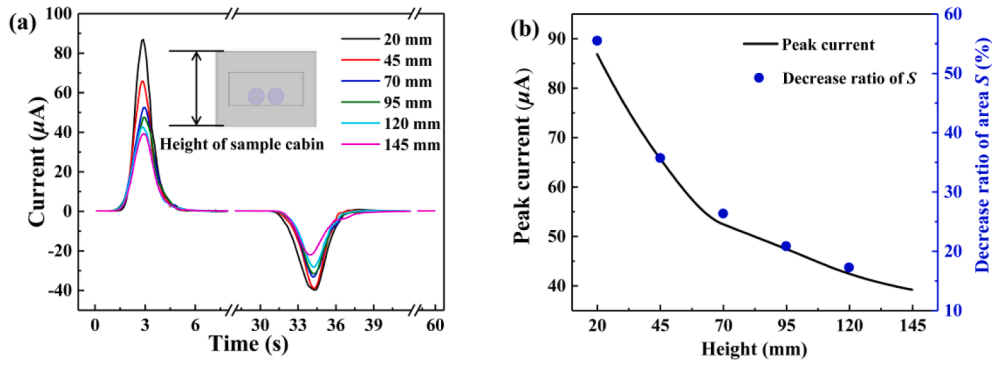 (a)
Current (µA)
100
80
60
40
20
0
-20
-40
Height of sample cabin
20 mm
45 mm
70 mm
95 mm
120 mm
145 mm
0 3 6 30 33 36 39 60
Time (s)
(b)
Peak current (µA)
90
80
70
60
50
40
Peak current
Decrease ratio of S
20 45 70 95 120 145
Height (mm)
60
50
40
30
20
10
Decrease ratio of area S (%)